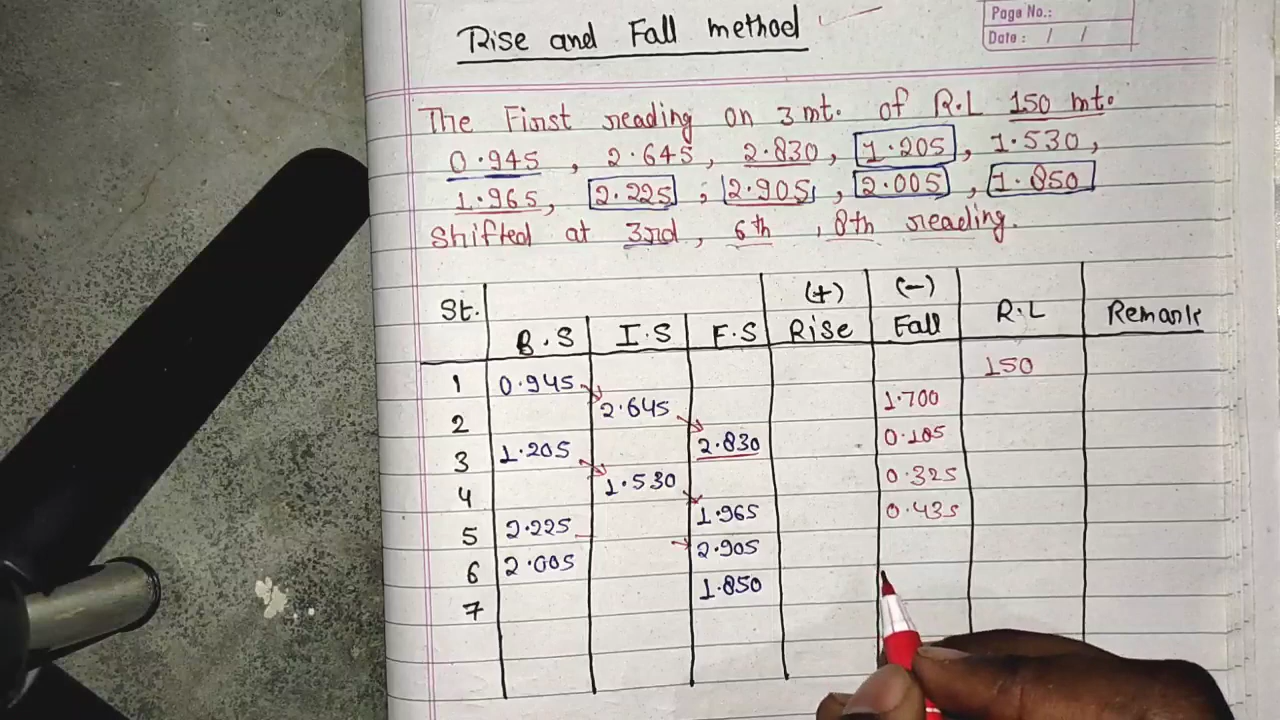 Rise and Fall method
Page No.:
Date : / /
The First reading on 3 mt. of R.L 150 mt.
0.945 , 2.645, 2.830, 1.205, 1.530,
1.965, 2.225 , 2.905, 2.005, 1.850
Shifted at 3rd, 6th , 8th reading.
St. B.S I.S F.S (+) Rise (-) Fall R.L Remark
1 0.945 150
2 2.645 1.700
3 1.205 2.830 0.185
4 1.530 0.325
5 2.225 1.965 0.435
6 2.005 2.905
7 1.850